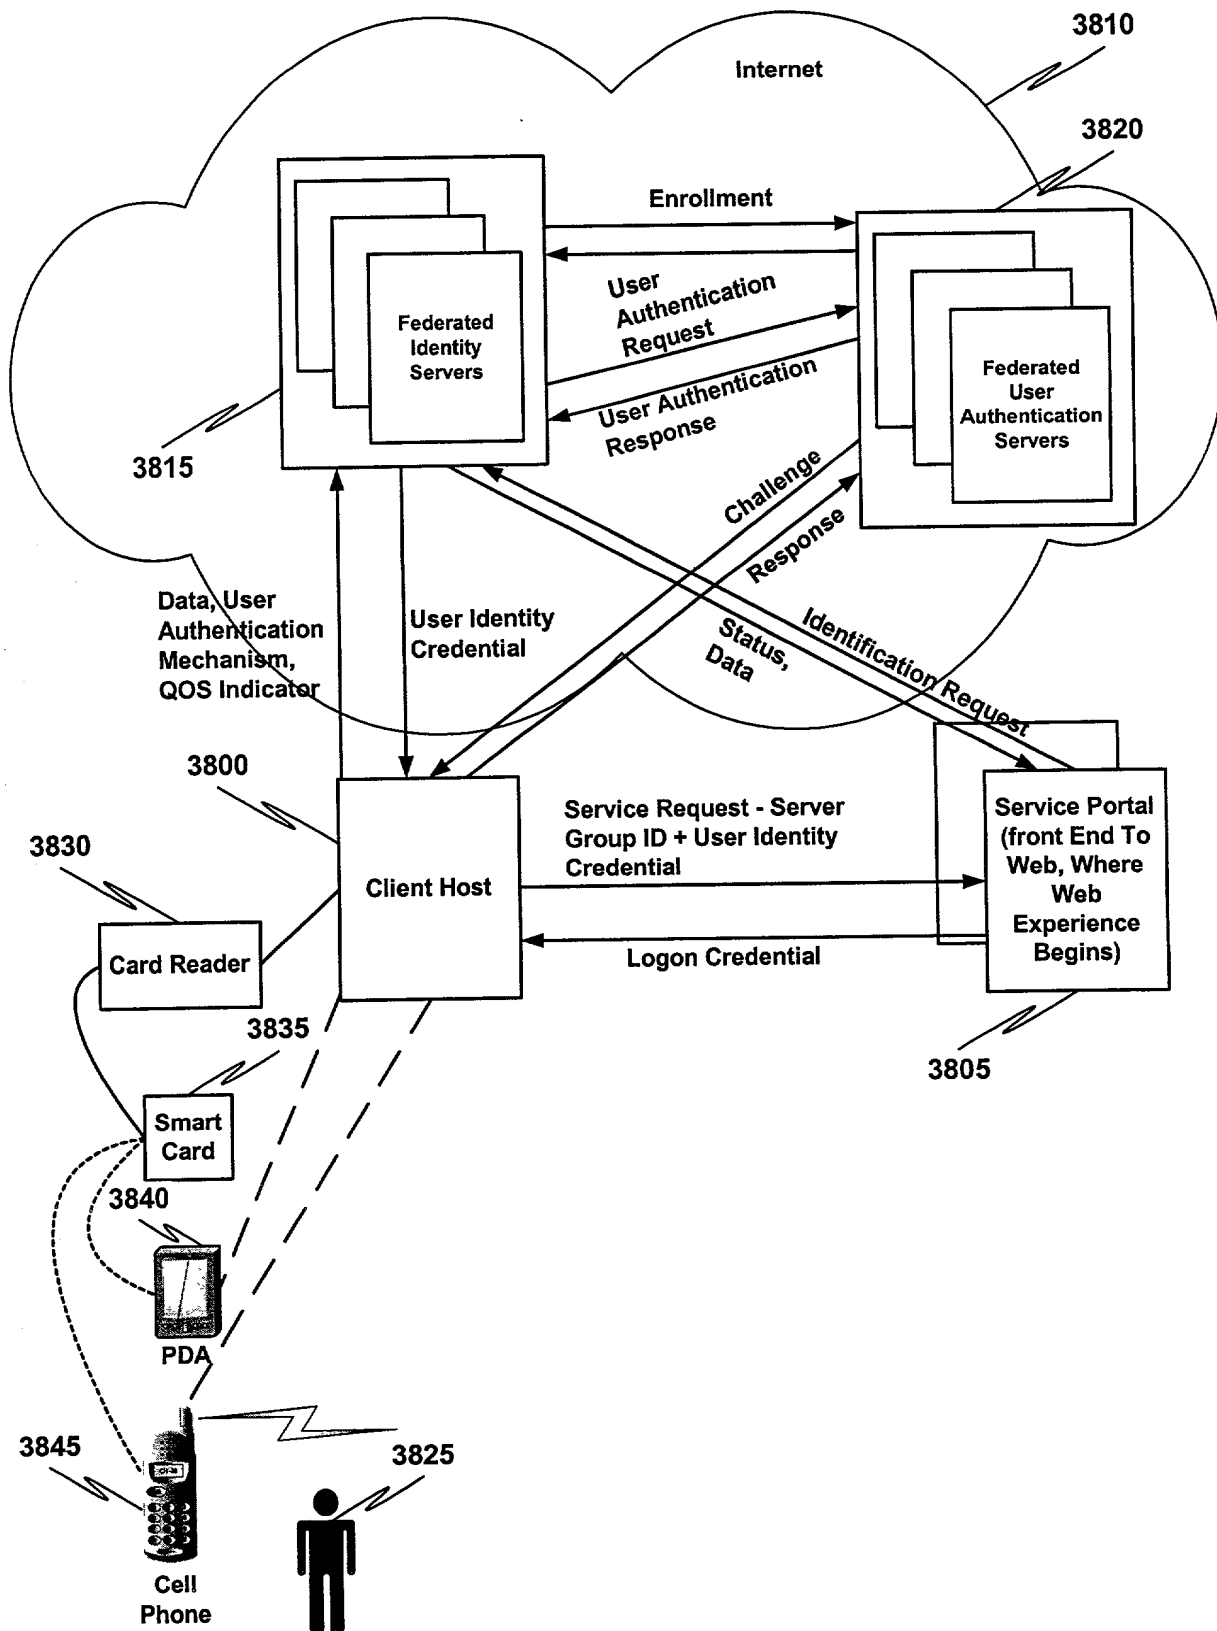 3810
Internet
3820
Enrollment
User
Authentication
Request
Federated
Identity
Servers
Federated
User
Authentication
Servers
User Authentication
Response
3815
Challenge
Response
Data, User
Authentication
Mechanism,
QOS Indicator
User Identity
Credential
Status,
Data
Identification Request
3800
Service Request - Server
Group ID + User Identity
Credential
Service Portal
(front End To
Web, Where
Web
Experience
Begins)
3830
Client Host
Card Reader
Logon Credential
3835
3805
Smart
Card
3840
PDA
3845
3825
Cell
Phone